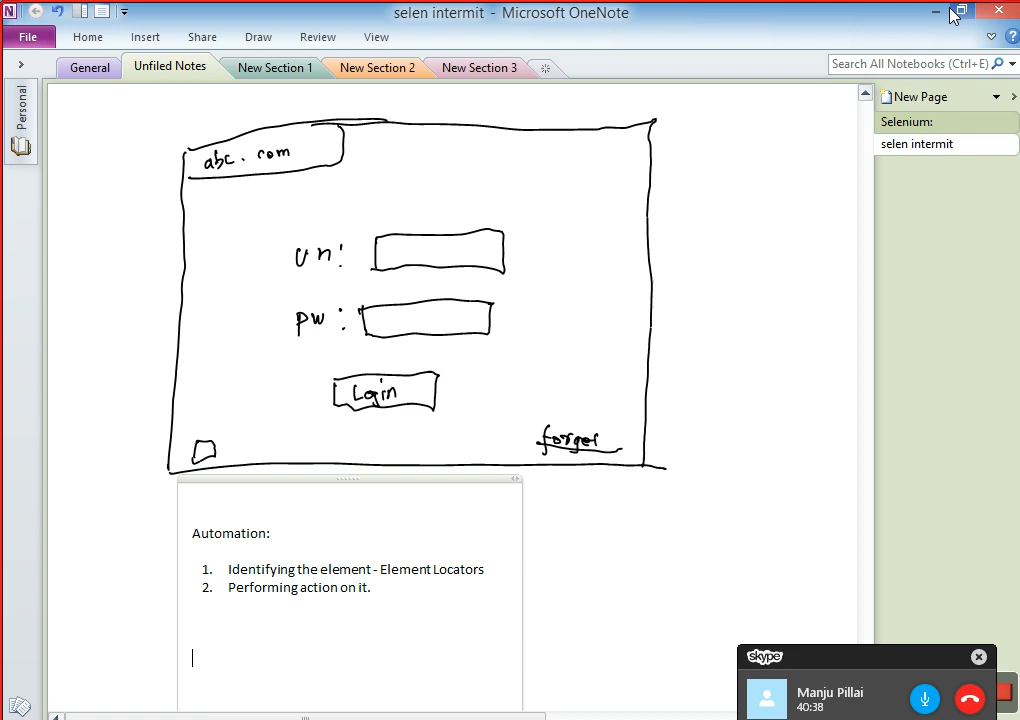 selen intermit - Microsoft OneNote
File Home Insert Share Draw Review View
General Unfiled Notes New Section 1 New Section 2 New Section 3
Search All Notebooks (Ctrl+E)
Personal
New Page
Selenium:
selen intermit
abc.com
un:
pw:
Login
forget
Automation:
1. Identifying the element - Element Locators
2. Performing action on it.
skype
Manju Pillai
40:38